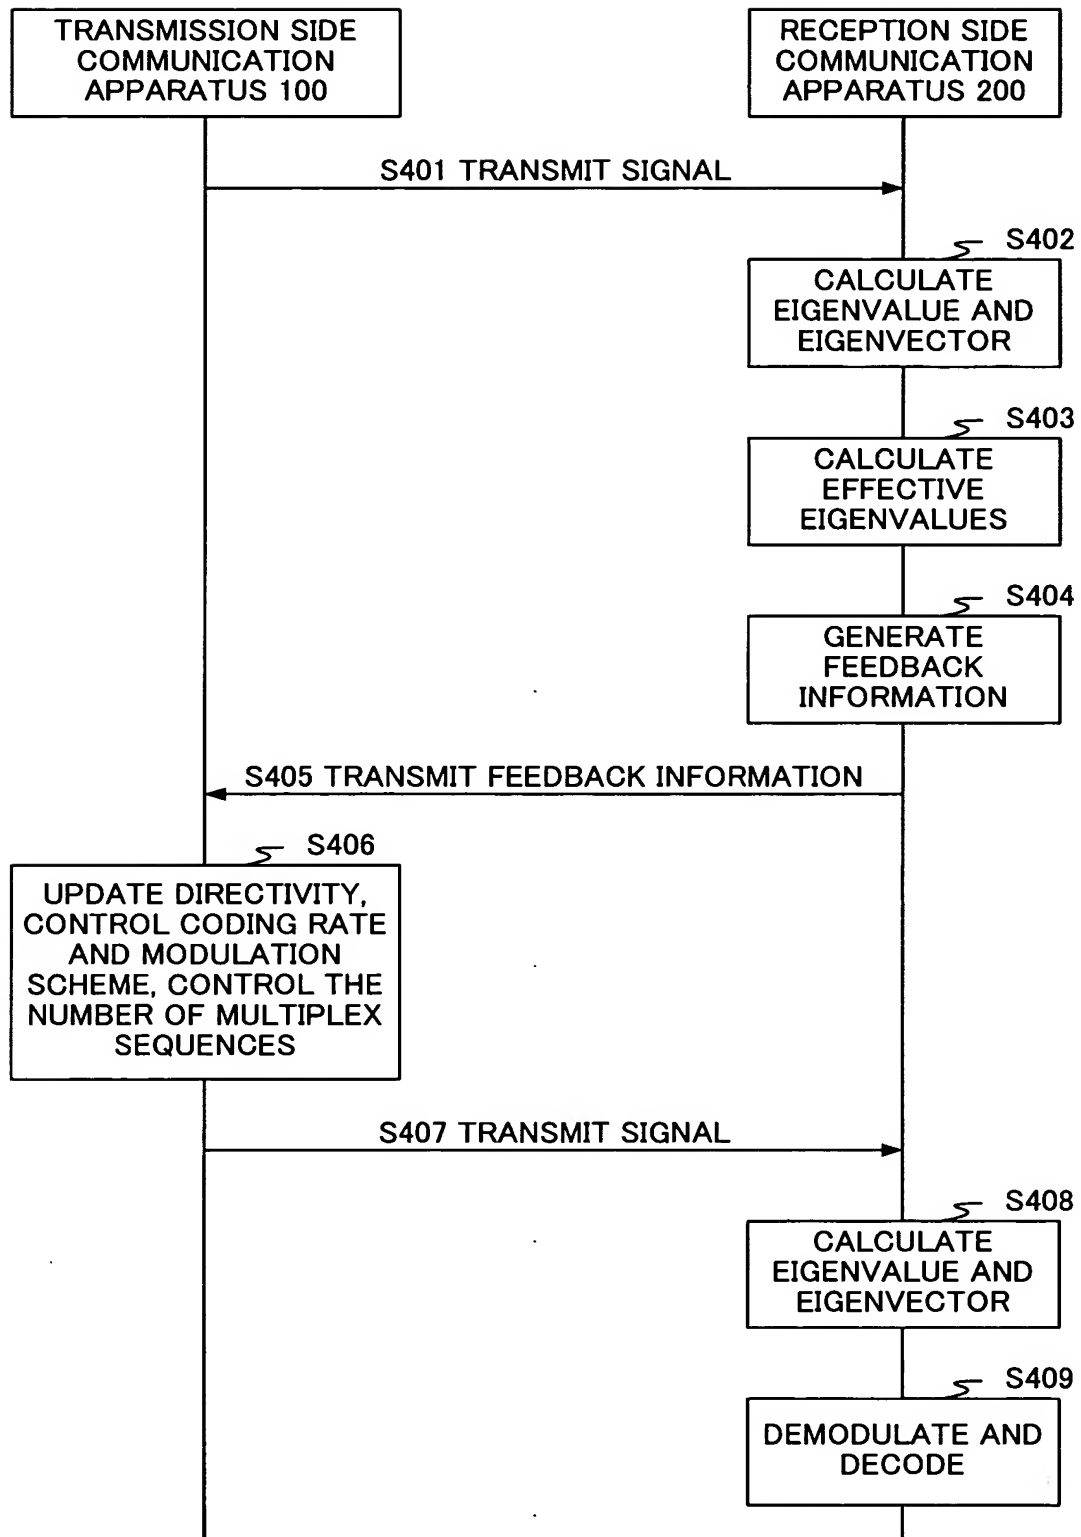 TRANSMISSION SIDE
COMMUNICATION
APPARATUS 100
RECEPTION SIDE
COMMUNICATION
APPARATUS 200
S401 TRANSMIT SIGNAL
S402
CALCULATE
EIGENVALUE AND
EIGENVECTOR
S403
CALCULATE
EFFECTIVE
EIGENVALUES
S404
GENERATE
FEEDBACK
INFORMATION
S405 TRANSMIT FEEDBACK INFORMATION
S406
UPDATE DIRECTIVITY,
CONTROL CODING RATE
AND MODULATION
SCHEME, CONTROL THE
NUMBER OF MULTIPLEX
SEQUENCES
S407 TRANSMIT SIGNAL
S408
CALCULATE
EIGENVALUE AND
EIGENVECTOR
S409
DEMODULATE AND
DECODE